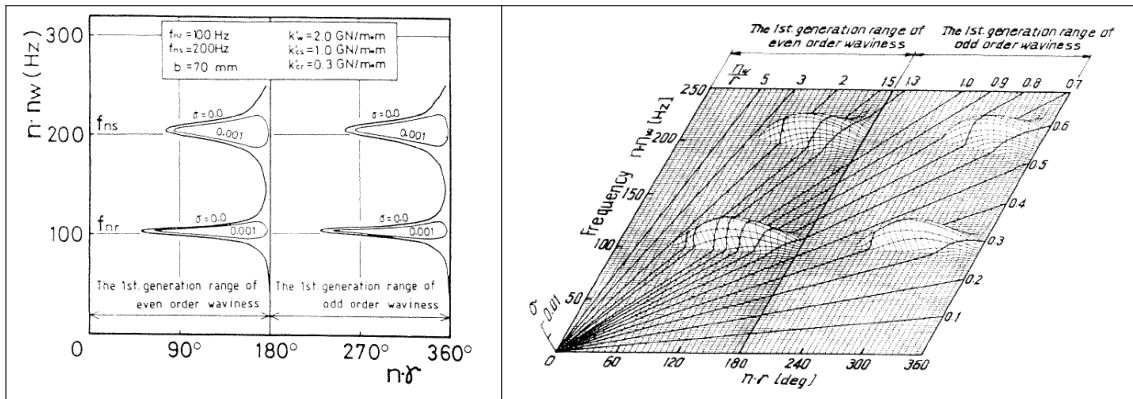 300
200
100
0
n·nw (Hz)
fnr=100 Hz
fns=200Hz
b = 70 mm
k'w=2.0 GN/m·m
k'cs=1.0 GN/m·m
k'cr=0.3 GN/m·m
fns
σ=0.0
0.001
σ=0.0
0.001
fnr
σ=0.0
0.001
σ=0.0
0.001
The 1st. generation range of
even order waviness
The 1st. generation range of
odd order waviness
90°
180°
270°
360°
n·γ
The 1st. generation range of
even order waviness
The 1st. generation range of
odd order waviness
nw/r
5
3
2
1.5
1.3
1.0
0.9
0.8
0.7
0.6
0.5
0.4
0.3
0.2
0.1
250
200
150
100
50
Frequency n·nw [Hz]
σ
0.01
0
60
120
180
240
300
360
n·r [deg]